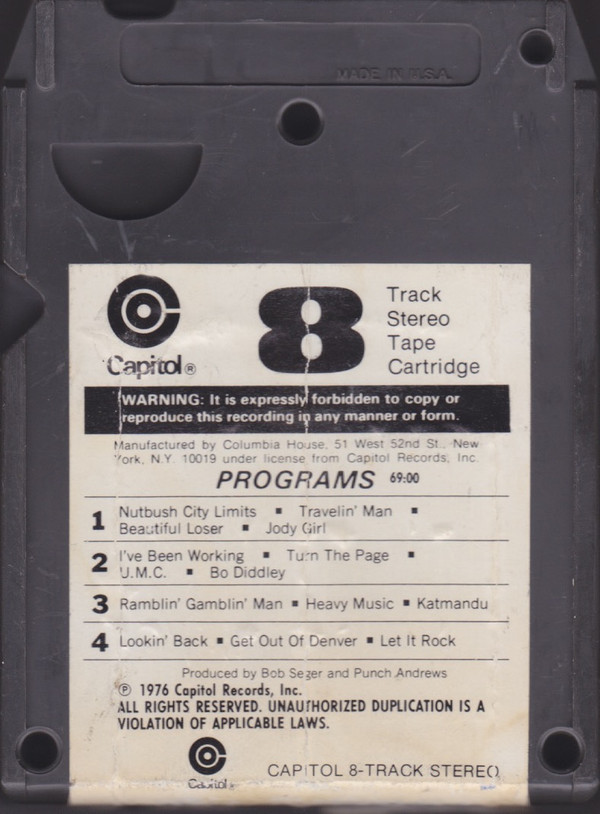 MADE IN U.S.A.
Capitol®
8
Track
Stereo
Tape
Cartridge
WARNING: It is expressly forbidden to copy or
reproduce this recording in any manner or form.
Manufactured by Columbia House, 51 West 52nd St., New
York, N.Y. 10019 under license from Capitol Records, Inc.
PROGRAMS 69:00
1 Nutbush City Limits ▪ Travelin' Man ▪
Beautiful Loser ▪ Jody Girl
2 I've Been Working ▪ Turn The Page ▪
U.M.C. ▪ Bo Diddley
3 Ramblin' Gamblin' Man ▪ Heavy Music ▪ Katmandu
4 Lookin' Back ▪ Get Out Of Denver ▪ Let It Rock
Produced by Bob Seger and Punch Andrews
℗ 1976 Capitol Records, Inc.
ALL RIGHTS RESERVED. UNAUTHORIZED DUPLICATION IS A
VIOLATION OF APPLICABLE LAWS.
Capitol
CAPITOL 8-TRACK STEREO